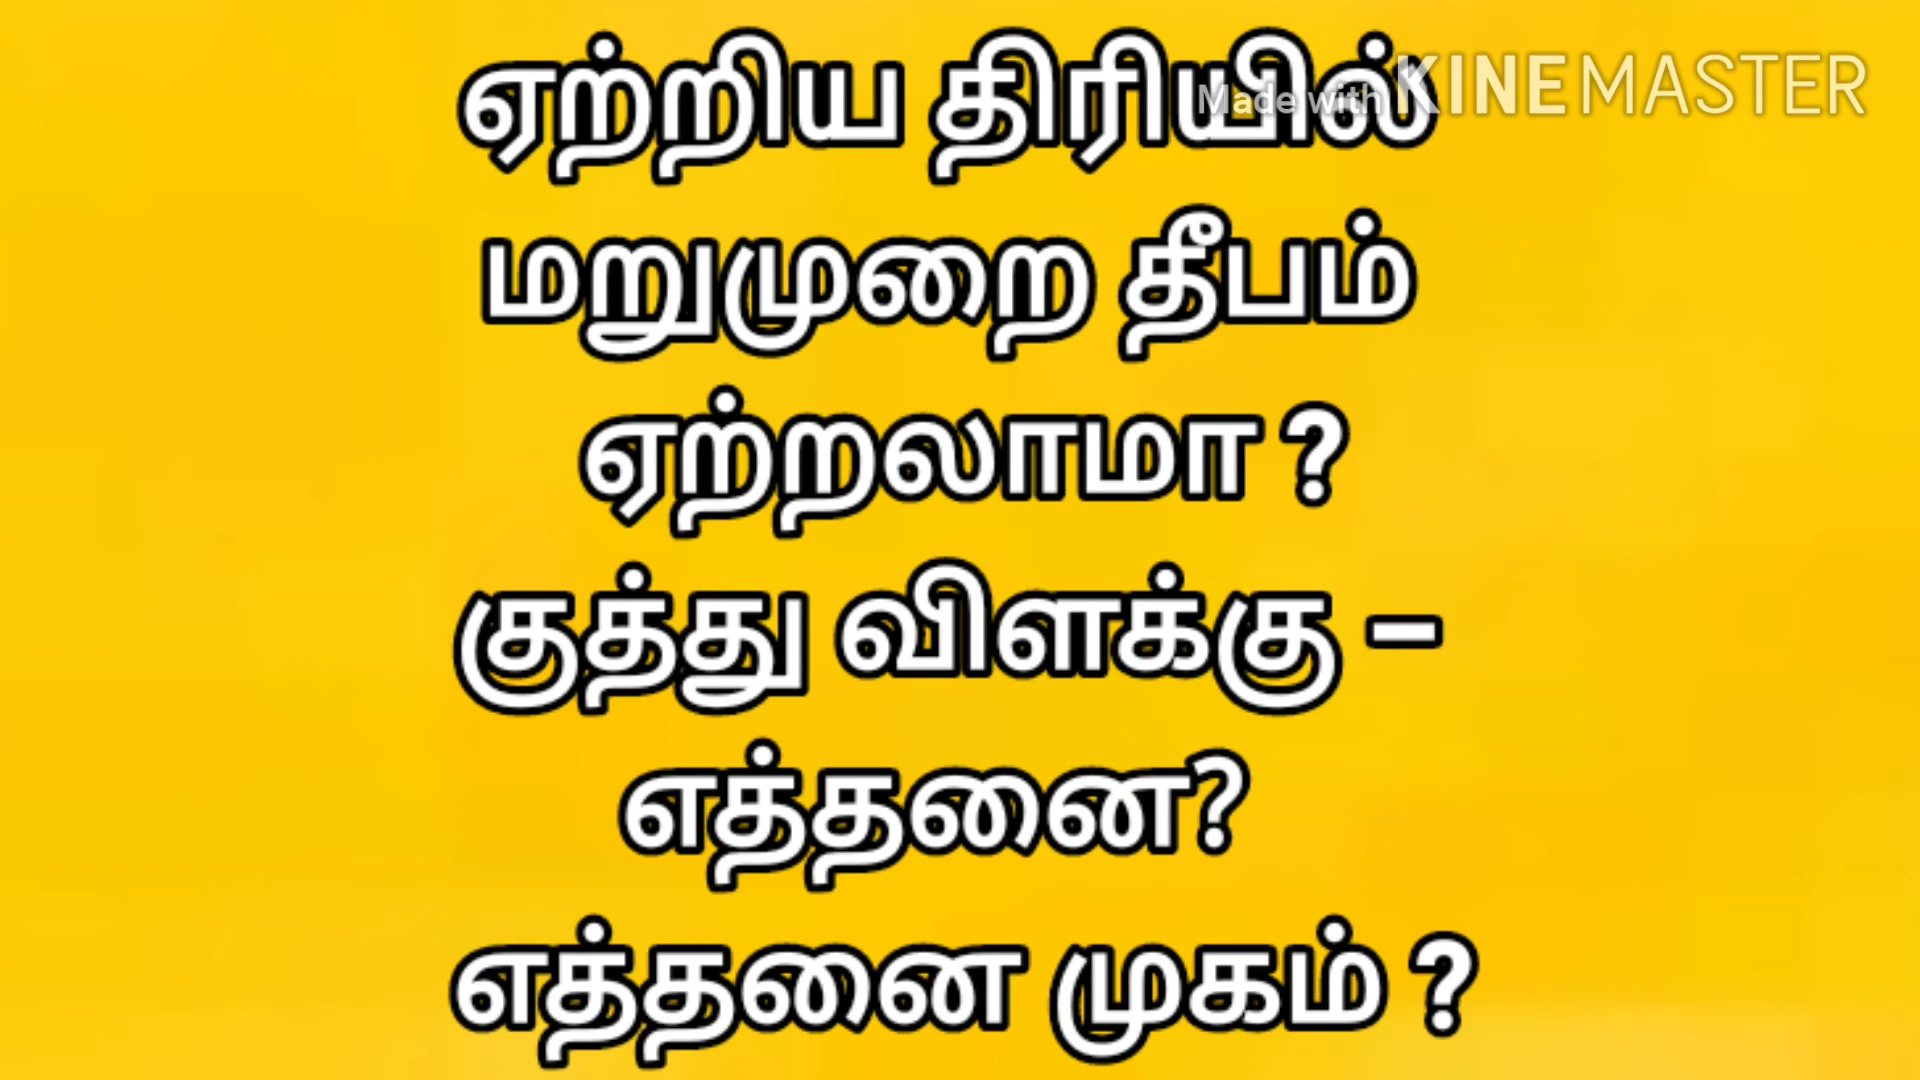 ஏற்றிய திரியில்
Made with KINEMASTER
மறுமுறை தீபம்
ஏற்றலாமா ?
குத்து விளக்கு –
எத்தனை?
எத்தனை முகம் ?